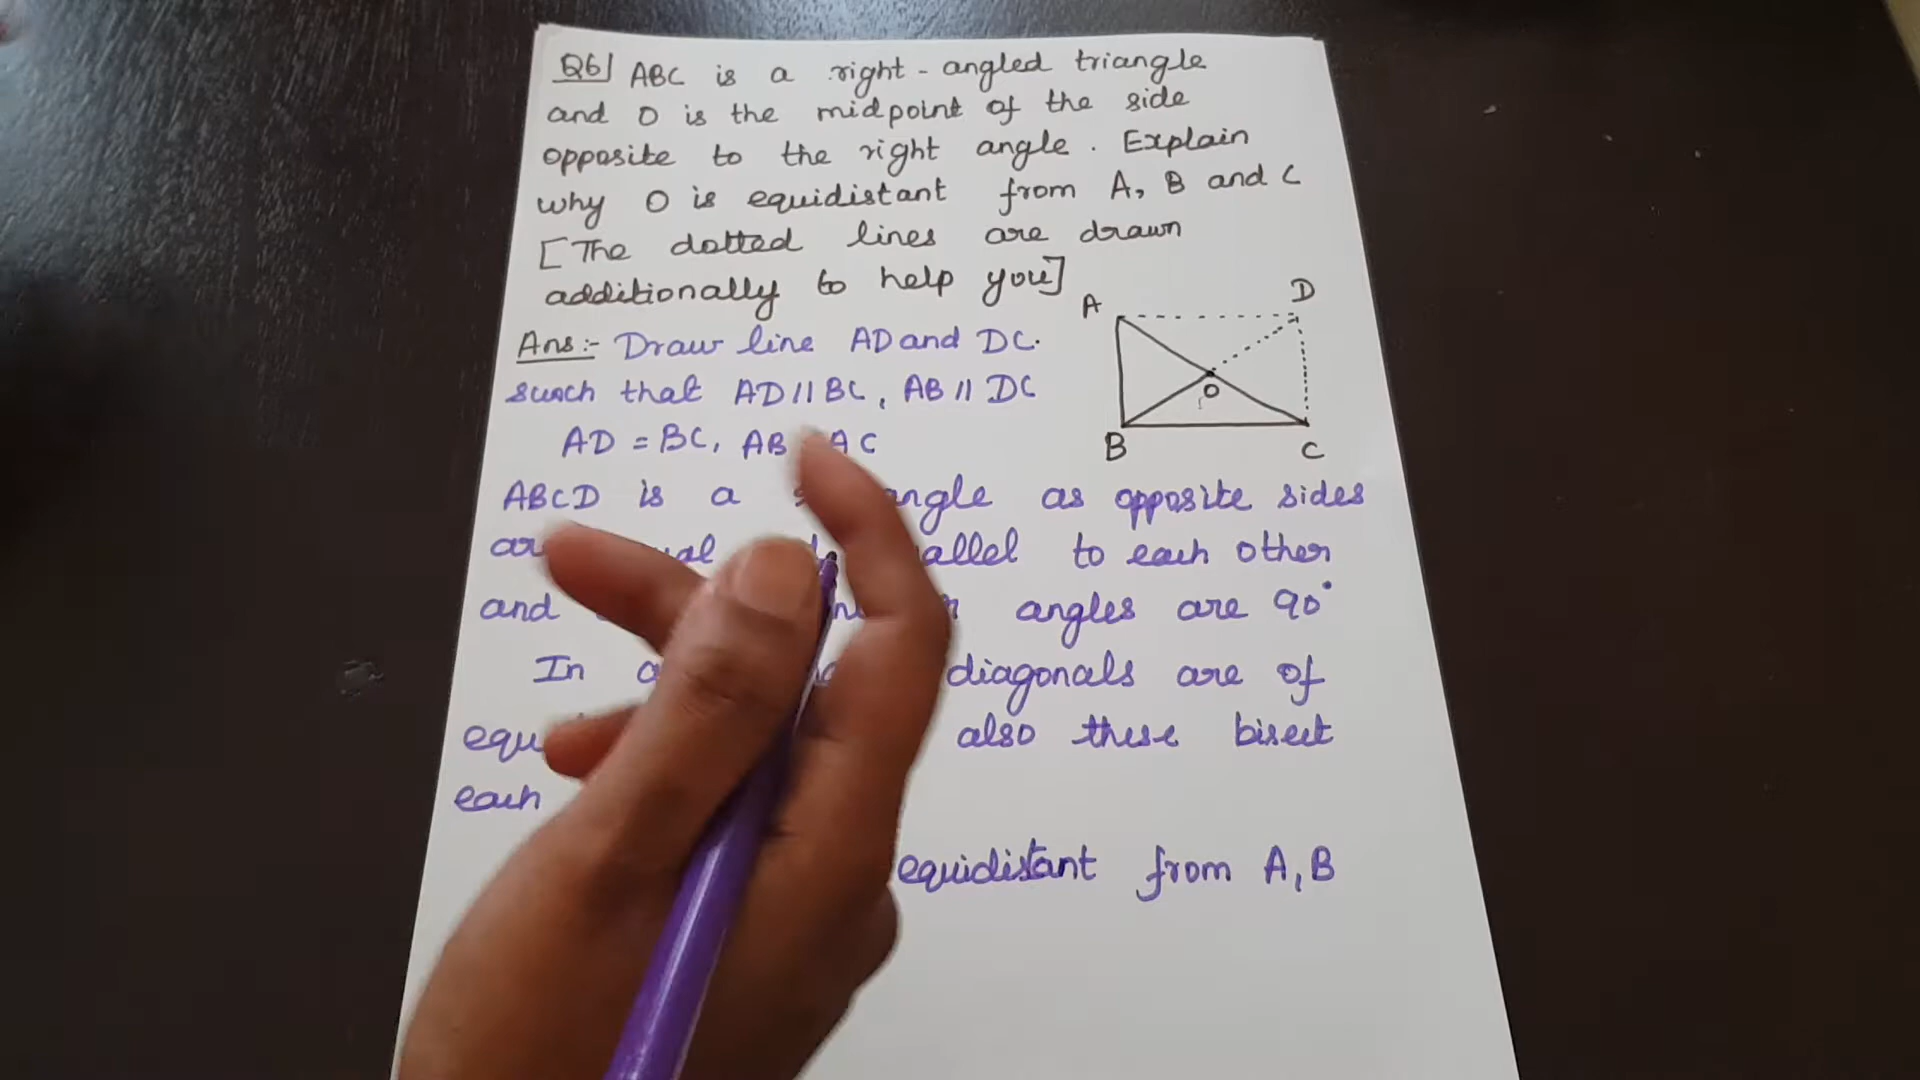 Q6 ABC is a right-angled triangle
and O is the midpoint of the side
opposite to the right angle. Explain
why O is equidistant from A, B and C
[The dotted lines are drawn
additionally to help you]
A
D
O
B
C
Ans:- Draw line AD and DC.
such that AD||BC, AB||DC
AD = BC, AB AC
ABCD is a angle as opposite sides
to each other
and angles are 90°
In diagonals are of
also these bisect
each
equidistant from A, B